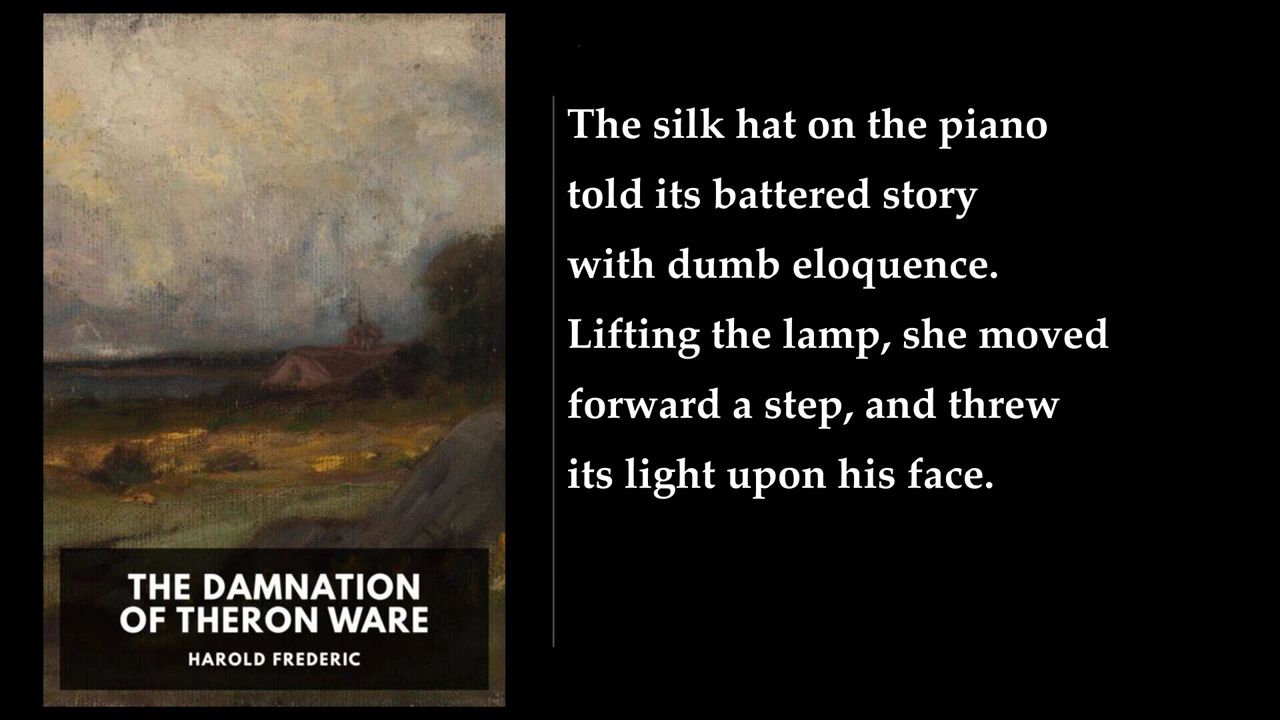 The silk hat on the piano
told its battered story
with dumb eloquence.
Lifting the lamp, she moved
forward a step, and threw
its light upon his face.
THE DAMNATION
OF THERON WARE
HAROLD FREDERIC